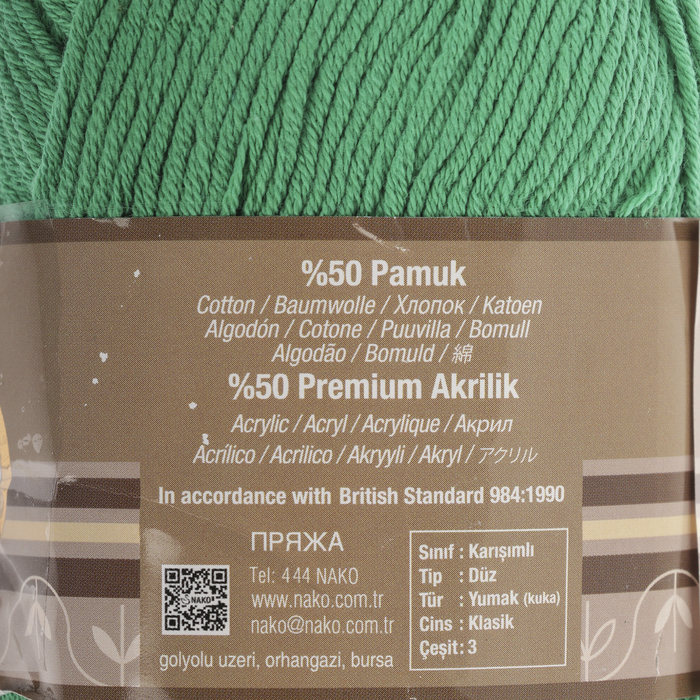 %50 Pamuk
Cotton / Baumwolle / Хлопок / Katoen
Algodón / Cotone / Puuvilla / Bomull
Algodão / Bomuld / 綿
%50 Premium Akrilik
Acrylic / Acryl / Acrylique / Акрил
Acrílico / Acrilico / Akryyli / Akryl / アクリル
In accordance with British Standard 984:1990
ПРЯЖА
Tel: 444 NAKO
www.nako.com.tr
nako@nako.com.tr
NAKO
golyolu uzeri, orhangazi, bursa
Sınıf : Karışımlı
Tip : Düz
Tür : Yumak (kuka)
Cins : Klasik
Çeşit : 3